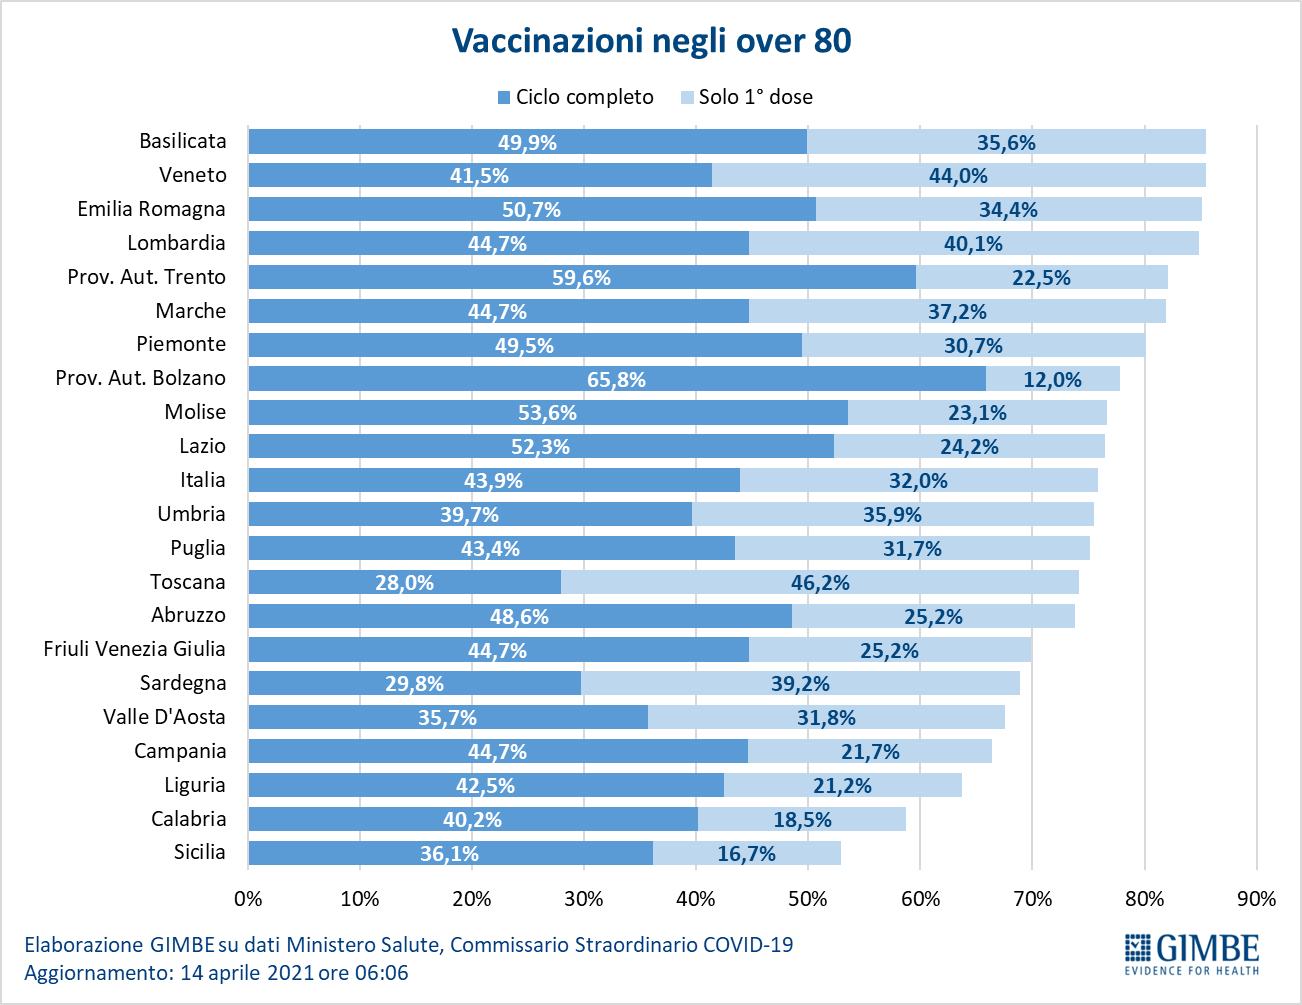 Vaccinazioni negli over 80
Ciclo completo Solo 1° dose
Basilicata 49,9% 35,6%
Veneto 41,5% 44,0%
Emilia Romagna 50,7% 34,4%
Lombardia 44,7% 40,1%
Prov. Aut. Trento 59,6% 22,5%
Marche 44,7% 37,2%
Piemonte 49,5% 30,7%
Prov. Aut. Bolzano 65,8% 12,0%
Molise 53,6% 23,1%
Lazio 52,3% 24,2%
Italia 43,9% 32,0%
Umbria 39,7% 35,9%
Puglia 43,4% 31,7%
Toscana 28,0% 46,2%
Abruzzo 48,6% 25,2%
Friuli Venezia Giulia 44,7% 25,2%
Sardegna 29,8% 39,2%
Valle D'Aosta 35,7% 31,8%
Campania 44,7% 21,7%
Liguria 42,5% 21,2%
Calabria 40,2% 18,5%
Sicilia 36,1% 16,7%
0% 10% 20% 30% 40% 50% 60% 70% 80% 90%
Elaborazione GIMBE su dati Ministero Salute, Commissario Straordinario COVID-19
Aggiornamento: 14 aprile 2021 ore 06:06
GIMBE
EVIDENCE FOR HEALTH